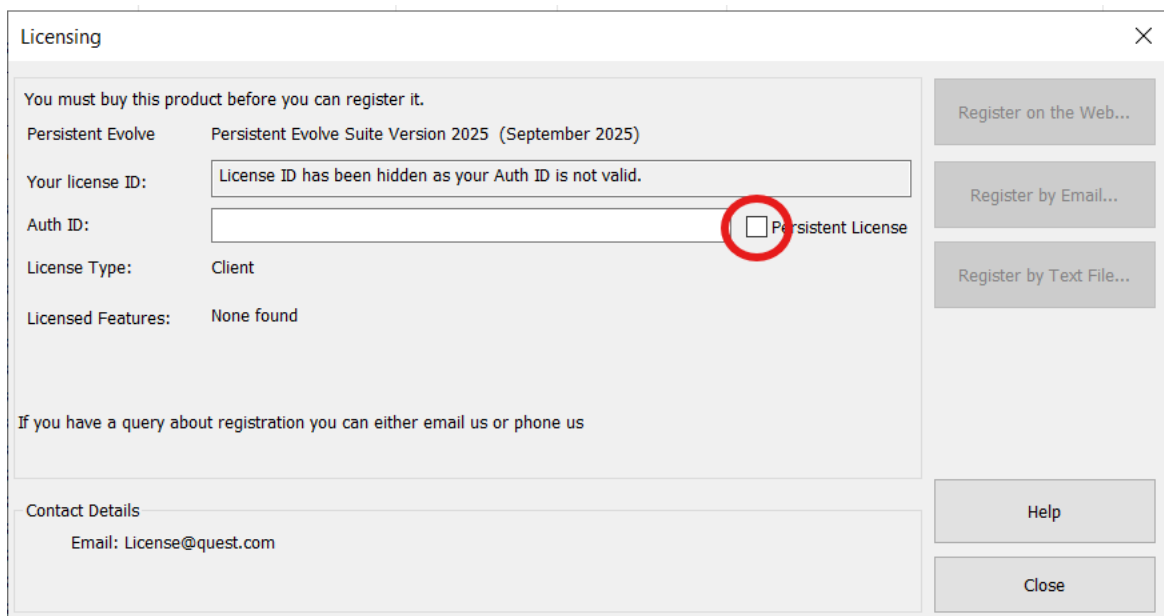 Licensing
You must buy this product before you can register it.
Persistent Evolve Persistent Evolve Suite Version 2025 (September 2025)
Your license ID: License ID has been hidden as your Auth ID is not valid.
Auth ID: Persistent License
License Type: Client
Licensed Features: None found
If you have a query about registration you can either email us or phone us
Contact Details
Email: License@quest.com
Register on the Web...
Register by Email...
Register by Text File...
Help
Close